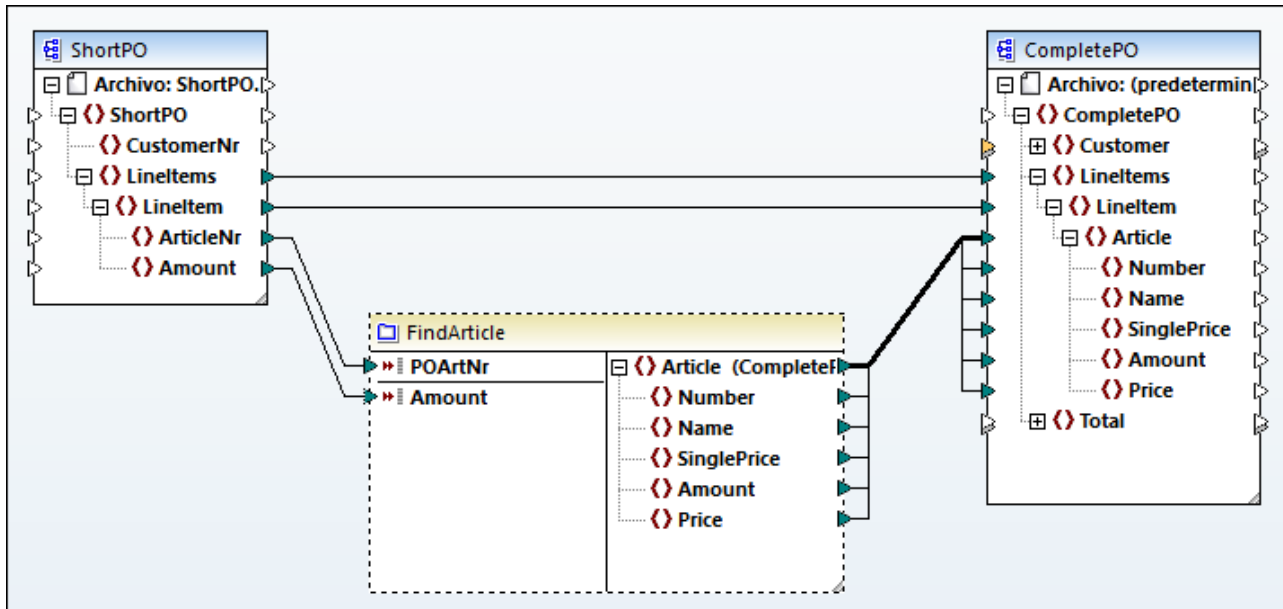 ShortPO
Archivo: ShortPO.
ShortPO
CustomerNr
LineItems
LineItem
ArticleNr
Amount
FindArticle
POArtNr
Amount
Article (Complete
Number
Name
SinglePrice
Amount
Price
CompletePO
Archivo: (predetermin
CompletePO
Customer
LineItems
LineItem
Article
Number
Name
SinglePrice
Amount
Price
Total